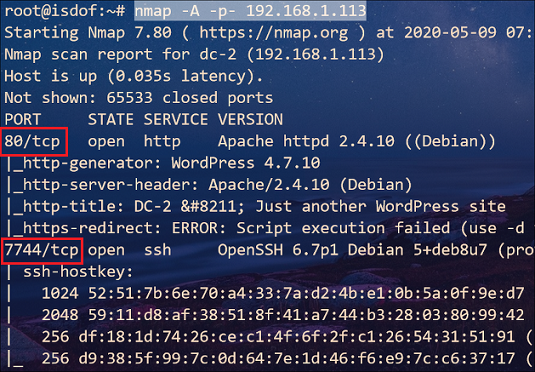 root@isdof:~# nmap -A -p- 192.168.1.113
Starting Nmap 7.80 ( https://nmap.org ) at 2020-05-09 07:
Nmap scan report for dc-2 (192.168.1.113)
Host is up (0.035s latency).
Not shown: 65533 closed ports
PORT     STATE SERVICE VERSION
80/tcp   open  http    Apache httpd 2.4.10 ((Debian))
|_http-generator: WordPress 4.7.10
|_http-server-header: Apache/2.4.10 (Debian)
|_http-title: DC-2 &#8211; Just another WordPress site
|_https-redirect: ERROR: Script execution failed (use -d
7744/tcp open  ssh     OpenSSH 6.7p1 Debian 5+deb8u7 (pro
| ssh-hostkey:
|   1024 52:51:7b:6e:70:a4:33:7a:d2:4b:e1:0b:5a:0f:9e:d7
|   2048 59:11:d8:af:38:51:8f:41:a7:44:b3:28:03:80:99:42
|   256 df:18:1d:74:26:ce:c1:4f:6f:2f:c1:26:54:31:51:91 (
|_  256 d9:38:5f:99:7c:0d:64:7e:1d:46:f6:e9:7c:c6:37:17 (